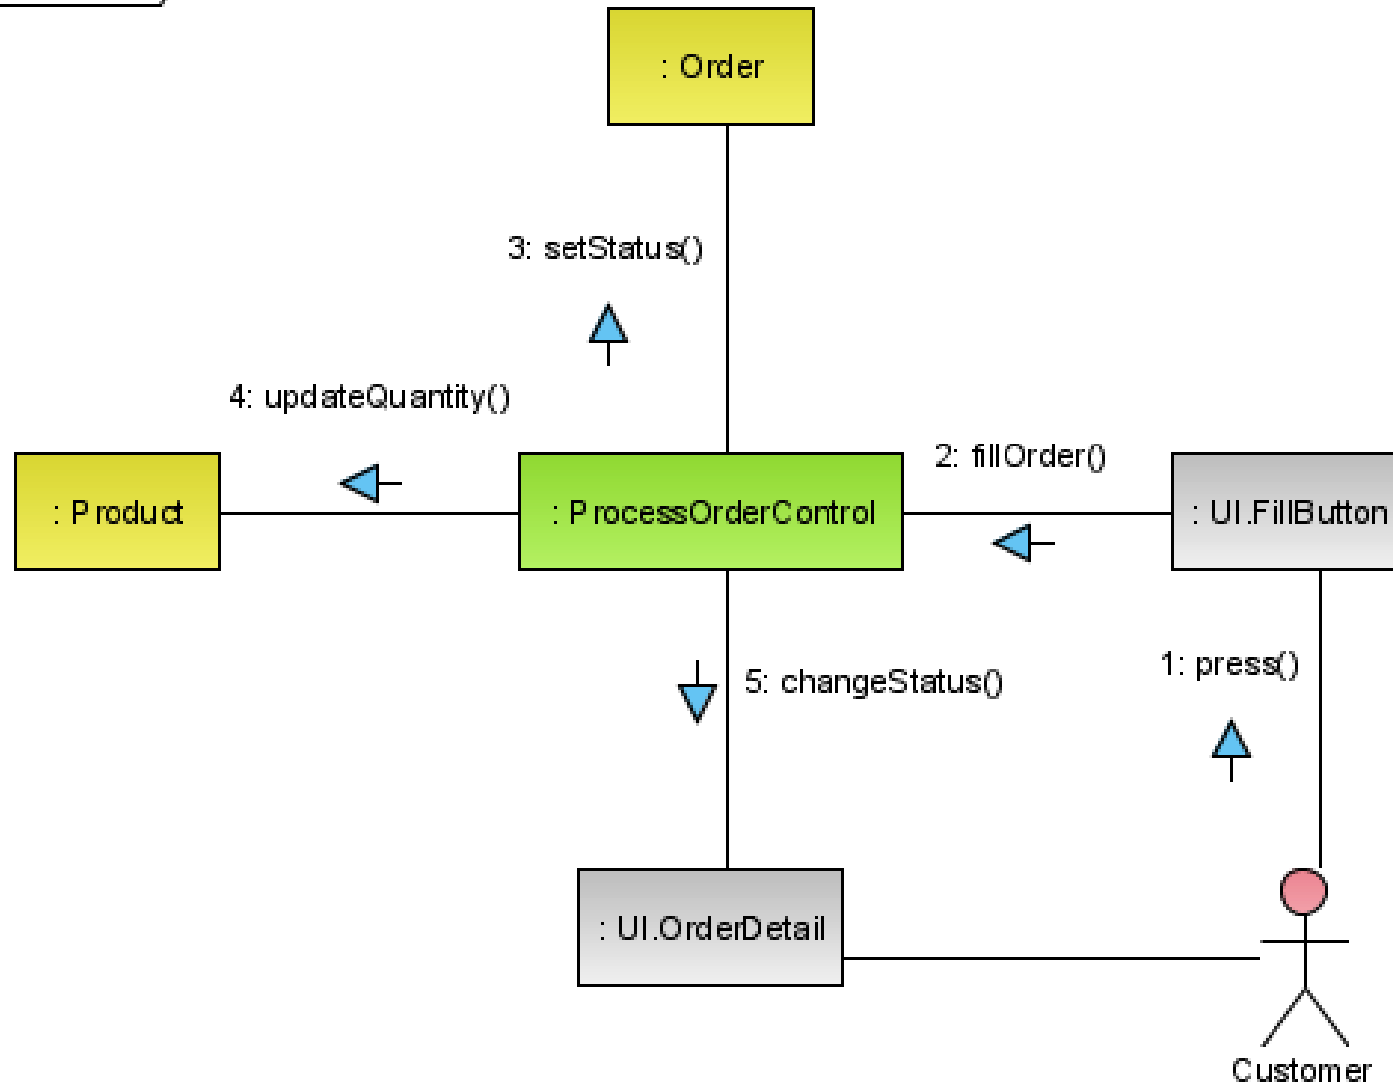 : Order
3: setStatus()
4: updateQuantity()
2: fillOrder()
: Product
: ProcessOrderControl
: UI.FillButton
1: press()
5: changeStatus()
: UI.OrderDetail
Customer